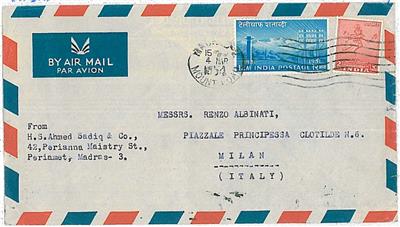 BY AIR MAIL
PAR AVION
टेलीग्राफ शताब्दी
INDIA POSTAGE
INDIA
MESSRS. RENZO ALBINATI,
PIAZZALE PRINCIPESSA CLOTILDE N.6.
MILAN
(ITALY)
From
H.S.Ahmed Sadiq & Co.,
42,Perianna Maistry St.,
Periamet, Madras- 3.